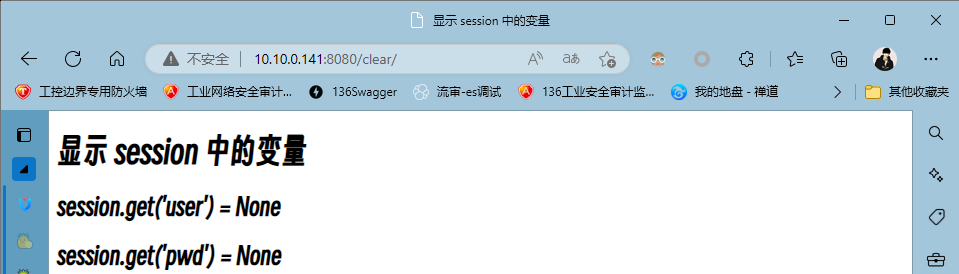 显示 session 中的变量
不安全 10.10.0.141:8080/clear/
工控边界专用防火墙 工业网络安全审计... 136Swagger 流审-es调试 136工业安全审计监... 我的地盘 - 禅道 其他收藏夹
显示 session 中的变量
session.get('user') = None
session.get('pwd') = None